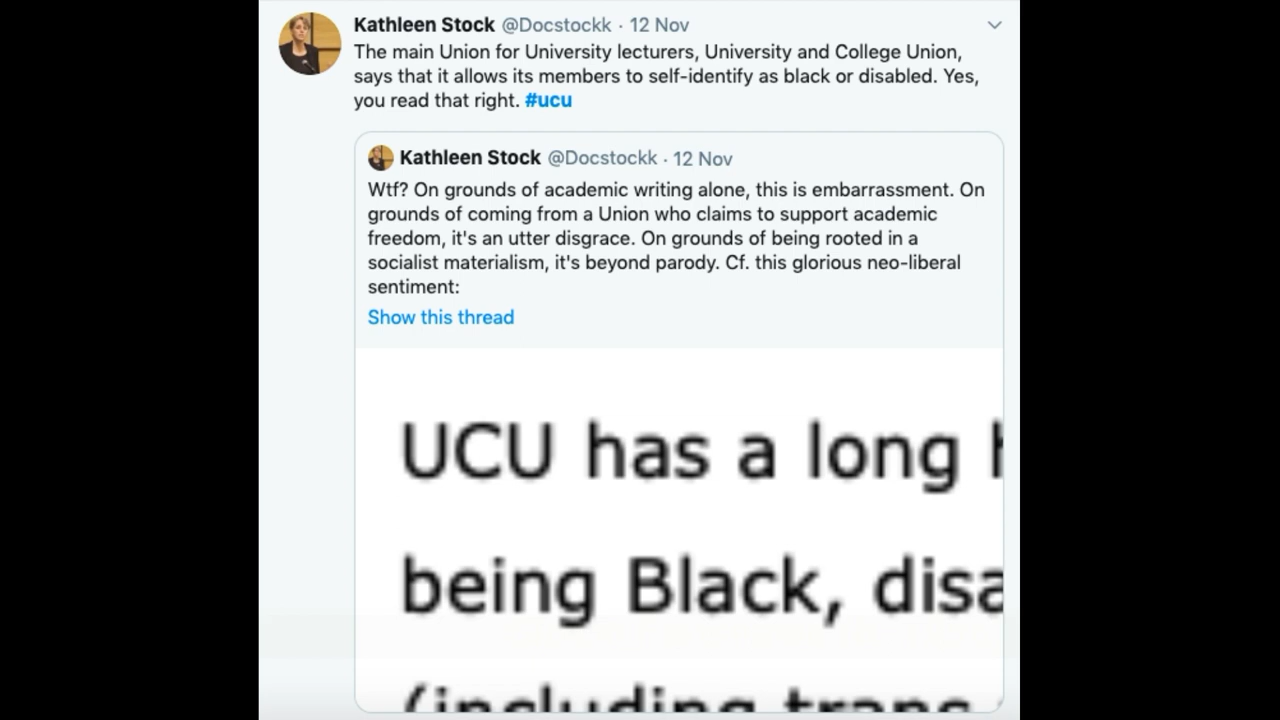 Kathleen Stock @Docstockk · 12 Nov
The main Union for University lecturers, University and College Union,
says that it allows its members to self-identify as black or disabled. Yes,
you read that right. #ucu
Kathleen Stock @Docstockk · 12 Nov
Wtf? On grounds of academic writing alone, this is embarrassment. On
grounds of coming from a Union who claims to support academic
freedom, it's an utter disgrace. On grounds of being rooted in a
socialist materialism, it's beyond parody. Cf. this glorious neo-liberal
sentiment:
Show this thread
UCU has a long
being Black, disa
(including trans